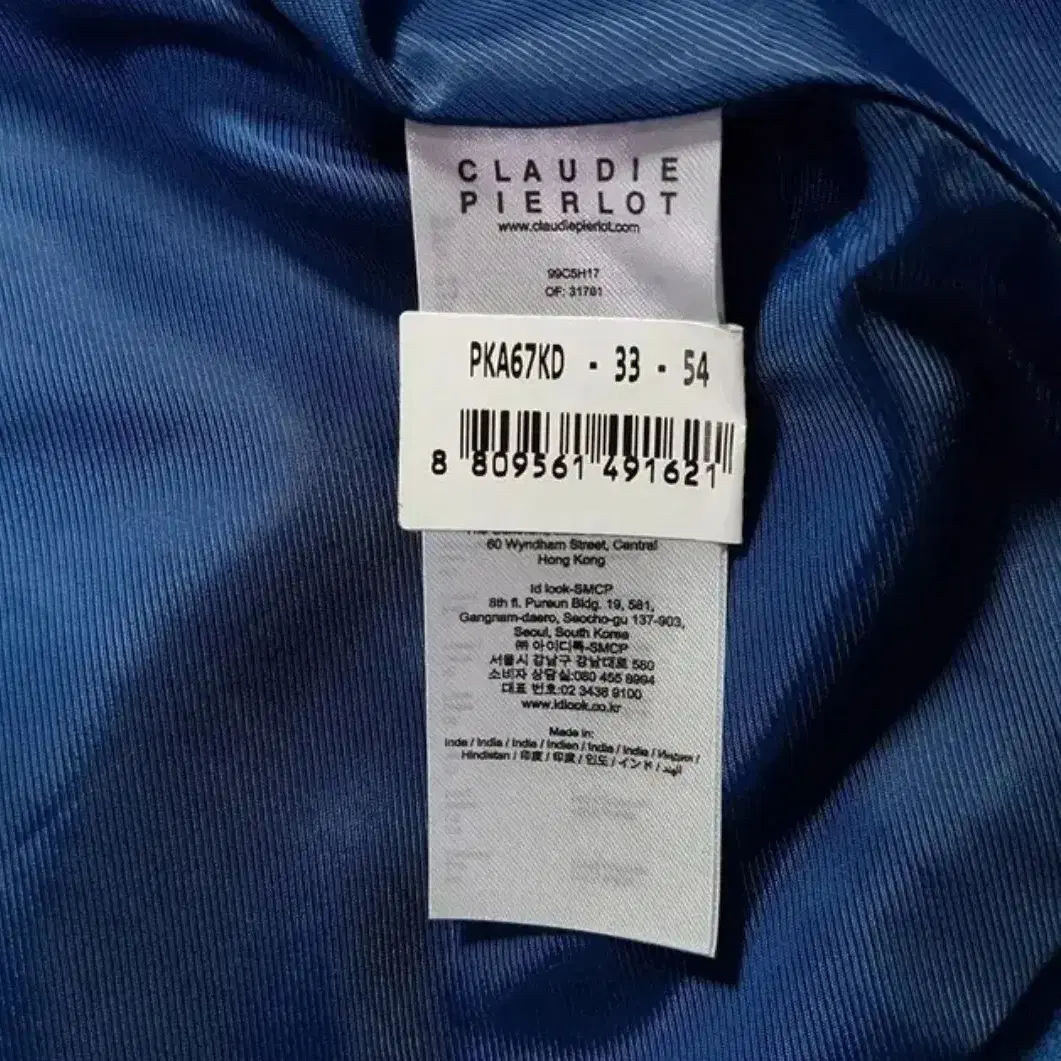 CLAUDIE
PIERLOT
www.claudiepierlot.com
99C5H17
OF: 31781
PKA67KD - 33 - 54
8 809561 491621
60 Wyndham Street, Central
Hong Kong
Id look-SMCP
8th fl. Pureun Bldg. 19, 581,
Gangnam-daero, Seocho-gu 137-903,
Seoul, South Korea
㈜ 아이디룩-SMCP
서울시 강남구 강남대로 560
소비자 상담실:080 455 8994
대표 번호:02 3438 9100
www.idlook.co.kr
Made in:
Inde / India / India / Indien / India / India / Индия /
Hindistan / 印度 / 印度 / 인도 / インド / الهند